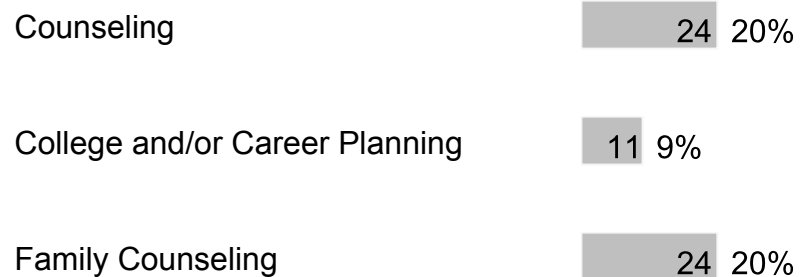 Counseling 24 20%
College and/or Career Planning 11 9%
Family Counseling 24 20%